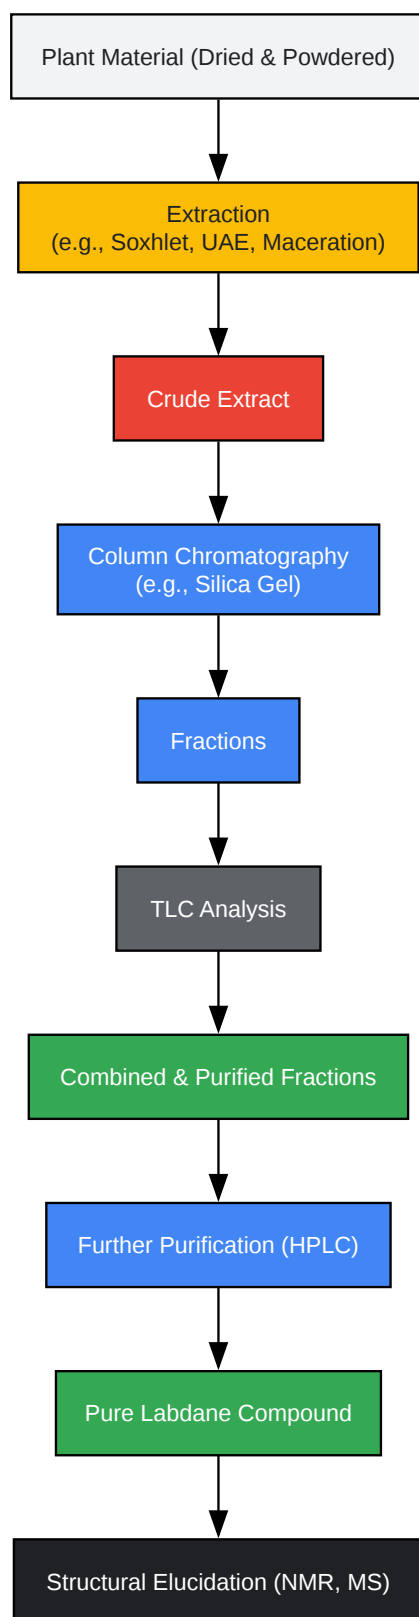 Plant Material (Dried & Powdered)
Extraction
(e.g., Soxhlet, UAE, Maceration)
Crude Extract
Column Chromatography
(e.g., Silica Gel)
Fractions
TLC Analysis
Combined & Purified Fractions
Further Purification (HPLC)
Pure Labdane Compound
Structural Elucidation (NMR, MS)